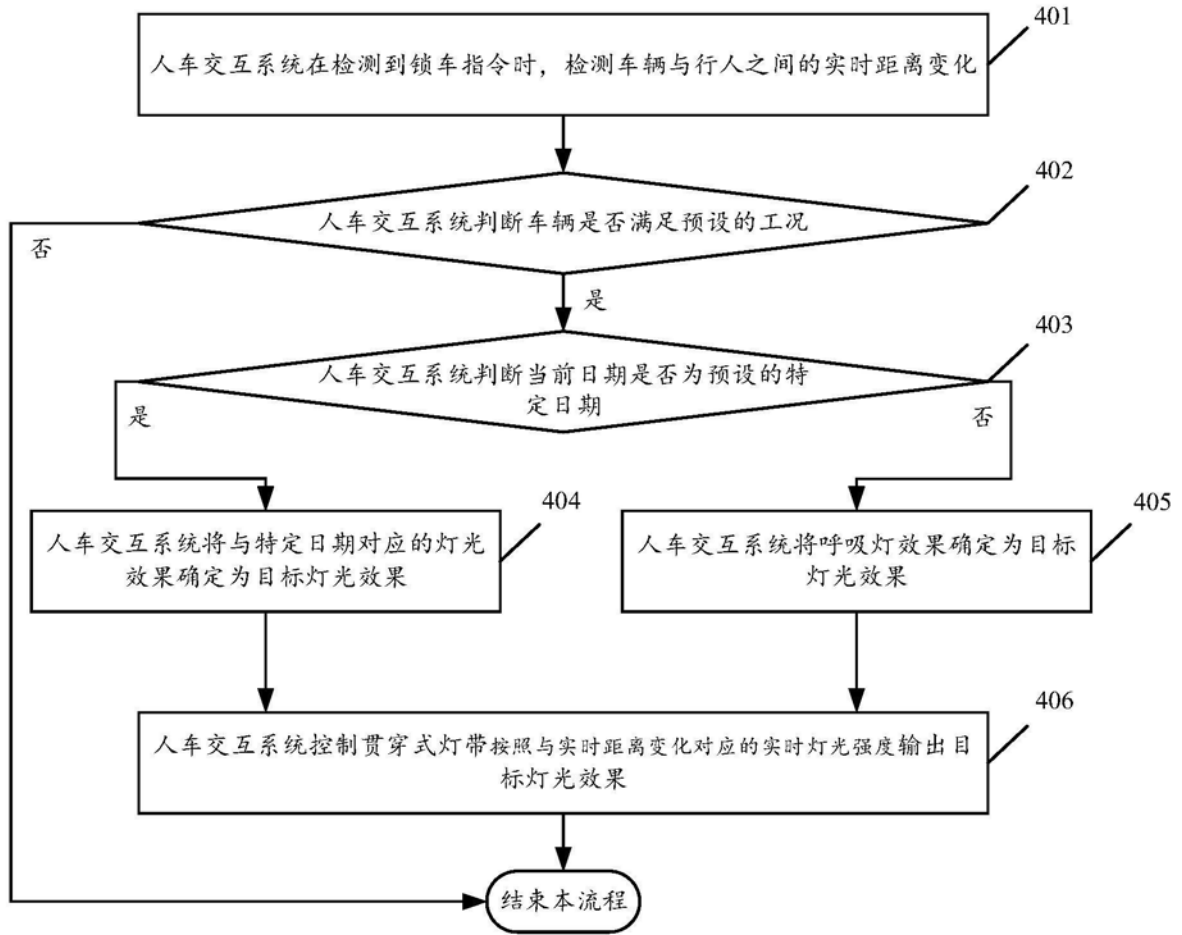 401
人车交互系统在检测到锁车指令时，检测车辆与行人之间的实时距离变化
402
人车交互系统判断车辆是否满足预设的工况
否
是
403
人车交互系统判断当前日期是否为预设的特
定日期
是
否
404
人车交互系统将与特定日期对应的灯光
效果确定为目标灯光效果
405
人车交互系统将呼吸灯效果确定为目标
灯光效果
406
人车交互系统控制贯穿式灯带按照与实时距离变化对应的实时灯光强度输出目
标灯光效果
结束本流程